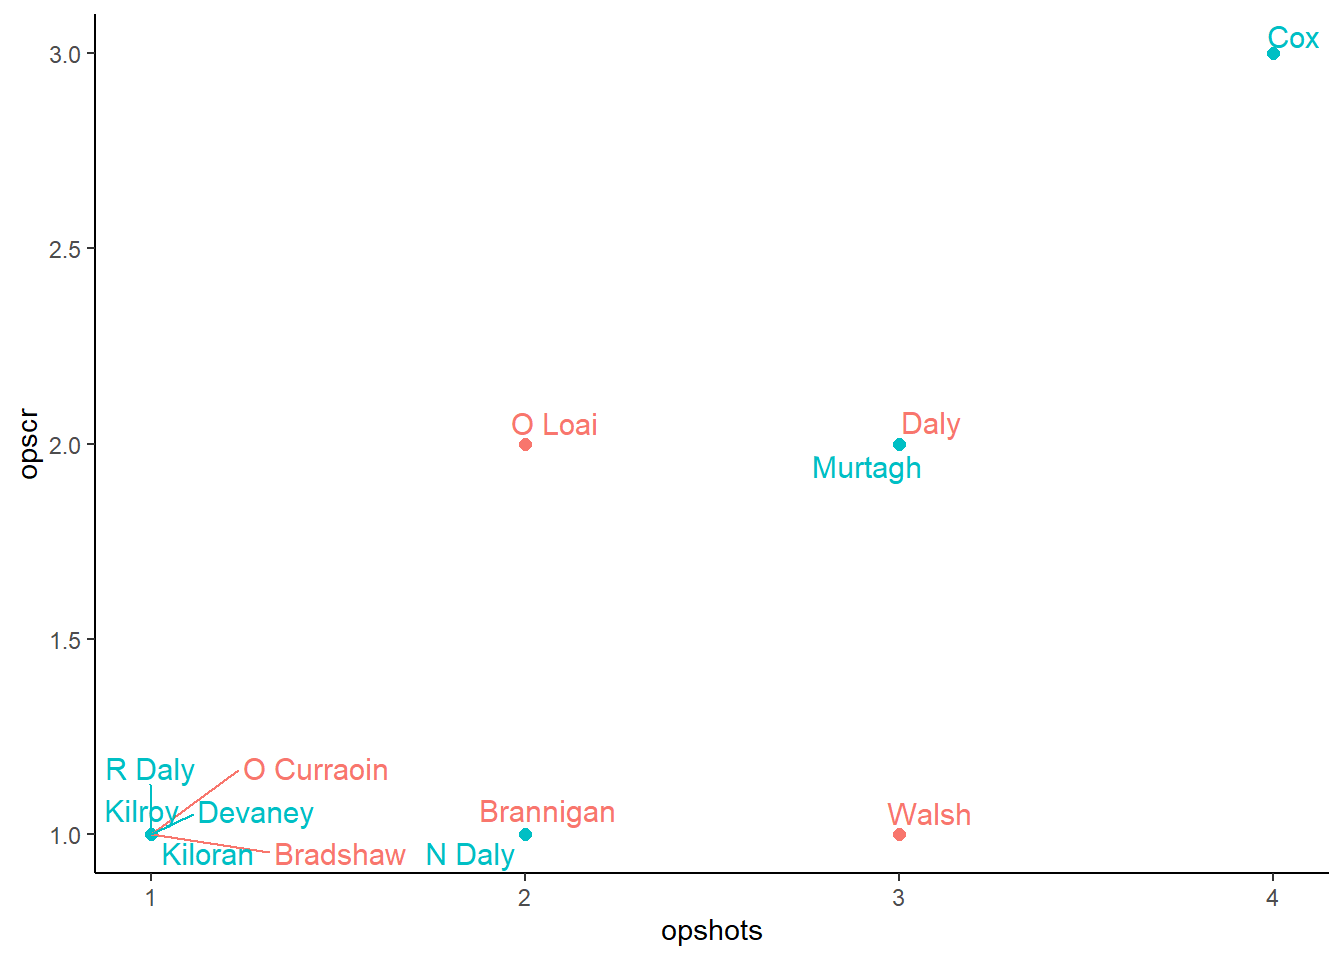 Cox
3.0
2.5
opscr
O Loai
Daly
2.0
Murtagh
1.5
R Daly
O Curraoin
Kilroy
Devaney
Brannigan
Walsh
1.0
Kiloran
Bradshaw
N Daly
1
2
3
4
opshots